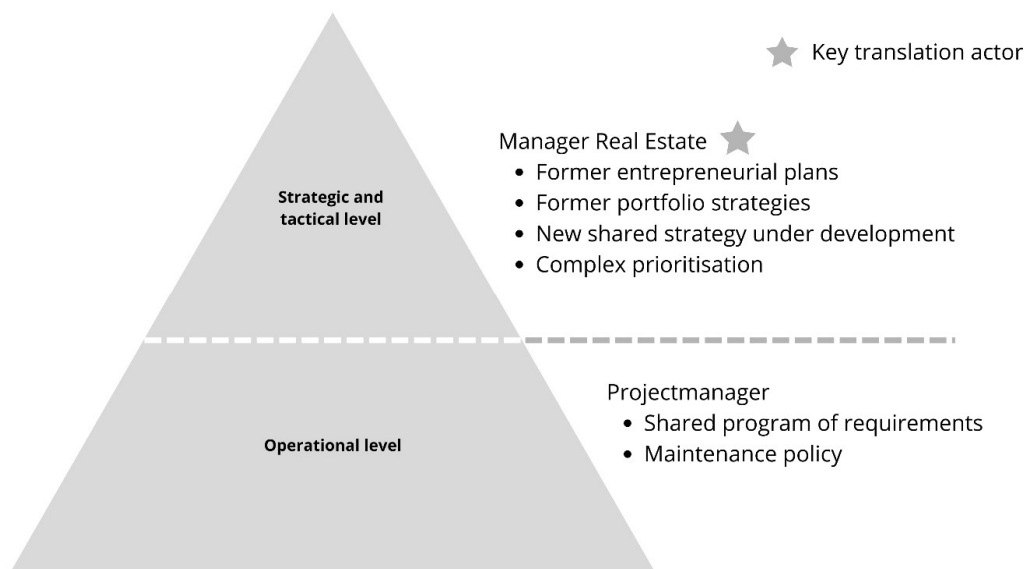 Key translation actor
Manager Real Estate
• Former entrepreneurial plans
• Former portfolio strategies
• New shared strategy under development
• Complex prioritisation
Strategic and
tactical level
Projectmanager
• Shared program of requirements
• Maintenance policy
Operational level